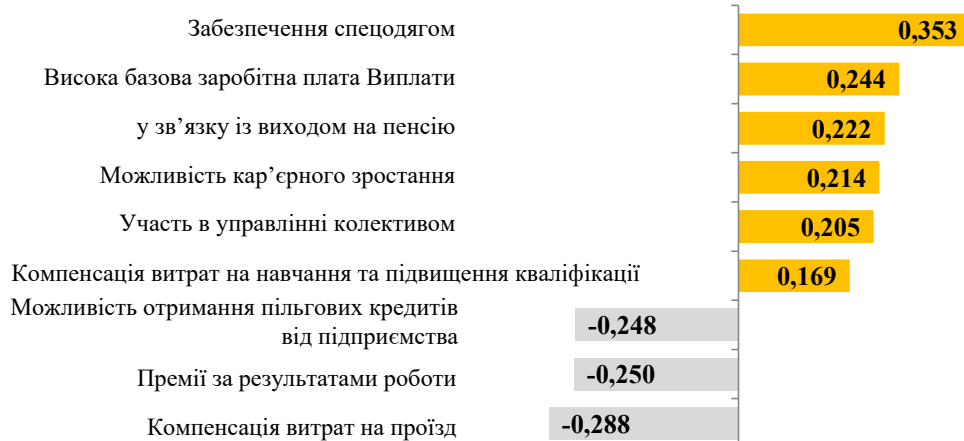 Забезпечення спецодягом
0,353
Висока базова заробітна плата Виплати
0,244
у зв’язку із виходом на пенсію
0,222
Можливість кар’єрного зростання
0,214
Участь в управлінні колективом
0,205
Компенсація витрат на навчання та підвищення кваліфікації
0,169
Можливість отримання пільгових кредитів
від підприємства
-0,248
Премії за результатами роботи
-0,250
Компенсація витрат на проїзд
-0,288